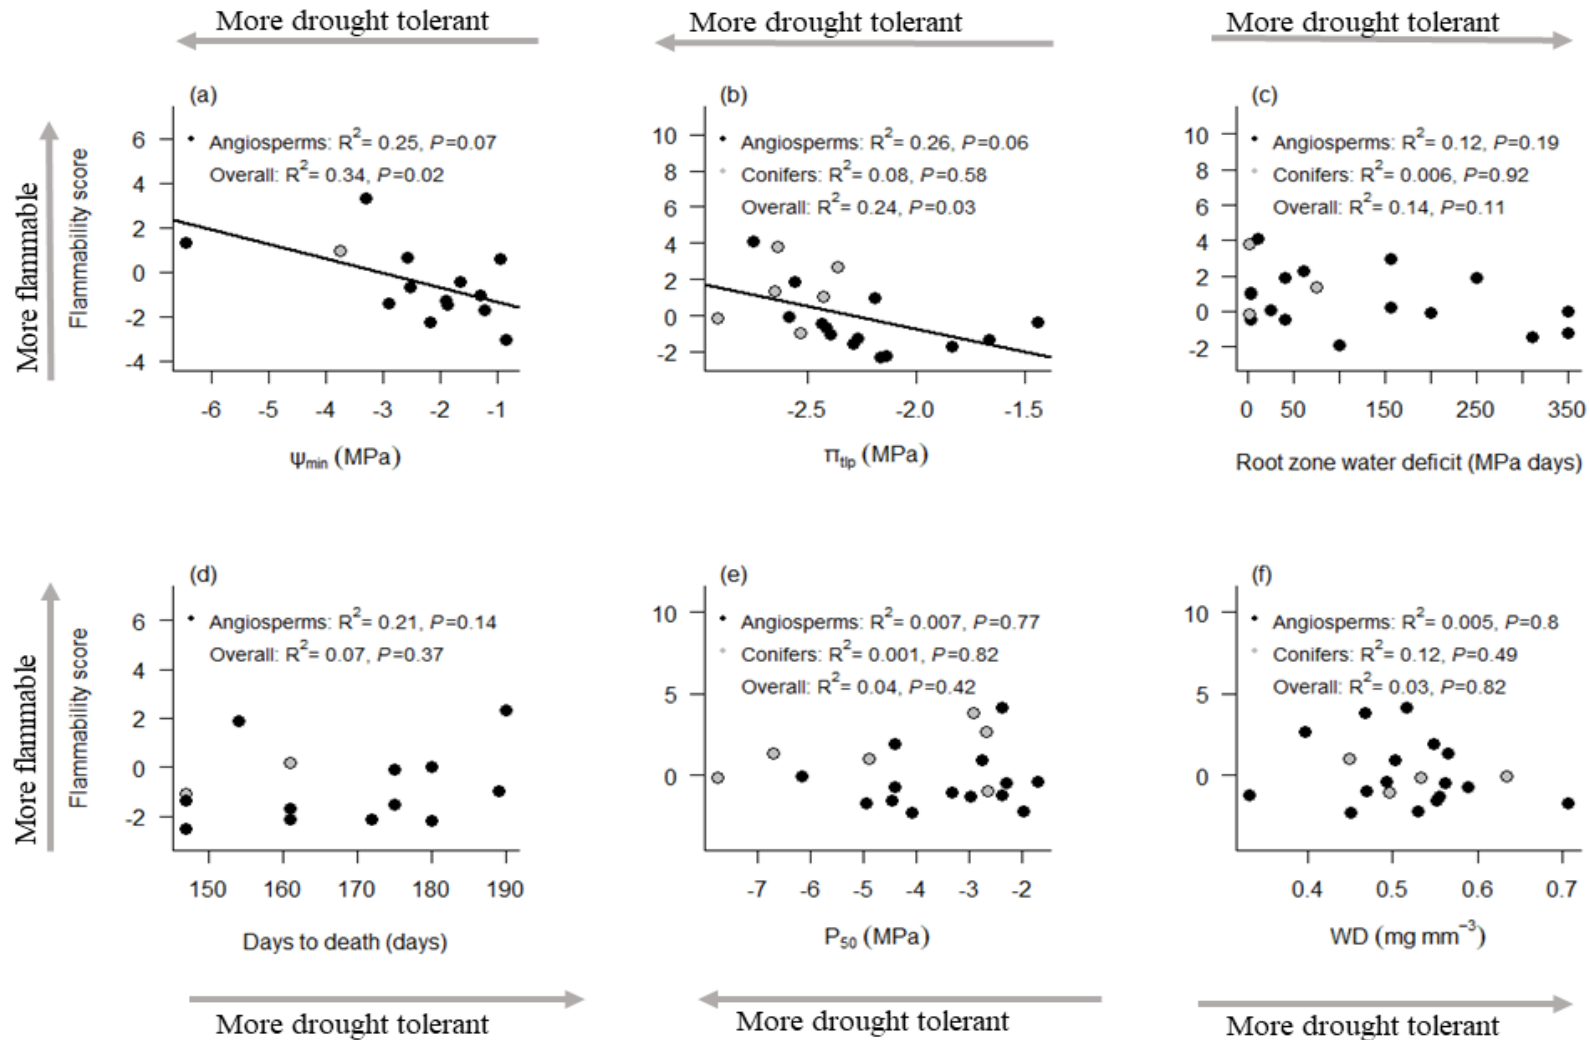 More drought tolerant
More drought tolerant
More drought tolerant
More flammable
Flammability score
(a)
Angiosperms: R²= 0.25, P=0.07
Overall: R²= 0.34, P=0.02
6
4
2
0
-2
-4
-6 -5 -4 -3 -2 -1
Ψmin (MPa)
(b)
Angiosperms: R²= 0.26, P=0.06
Conifers: R²= 0.08, P=0.58
Overall: R²= 0.24, P=0.03
10
8
6
4
2
0
-2
-2.5 -2.0 -1.5
Πtlp (MPa)
(c)
Angiosperms: R²= 0.12, P=0.19
Conifers: R²= 0.006, P=0.92
Overall: R²= 0.14, P=0.11
10
8
6
4
2
0
-2
0 50 150 250 350
Root zone water deficit (MPa days)
More flammable
Flammability score
(d)
Angiosperms: R²= 0.21, P=0.14
Overall: R²= 0.07, P=0.37
6
4
2
0
-2
150 160 170 180 190
Days to death (days)
(e)
Angiosperms: R²= 0.007, P=0.77
Conifers: R²= 0.001, P=0.82
Overall: R²= 0.04, P=0.42
10
5
0
-7 -6 -5 -4 -3 -2
P₅₀ (MPa)
(f)
Angiosperms: R²= 0.005, P=0.8
Conifers: R²= 0.12, P=0.49
Overall: R²= 0.03, P=0.82
10
5
0
0.4 0.5 0.6 0.7
WD (mg mm⁻³)
More drought tolerant
More drought tolerant
More drought tolerant